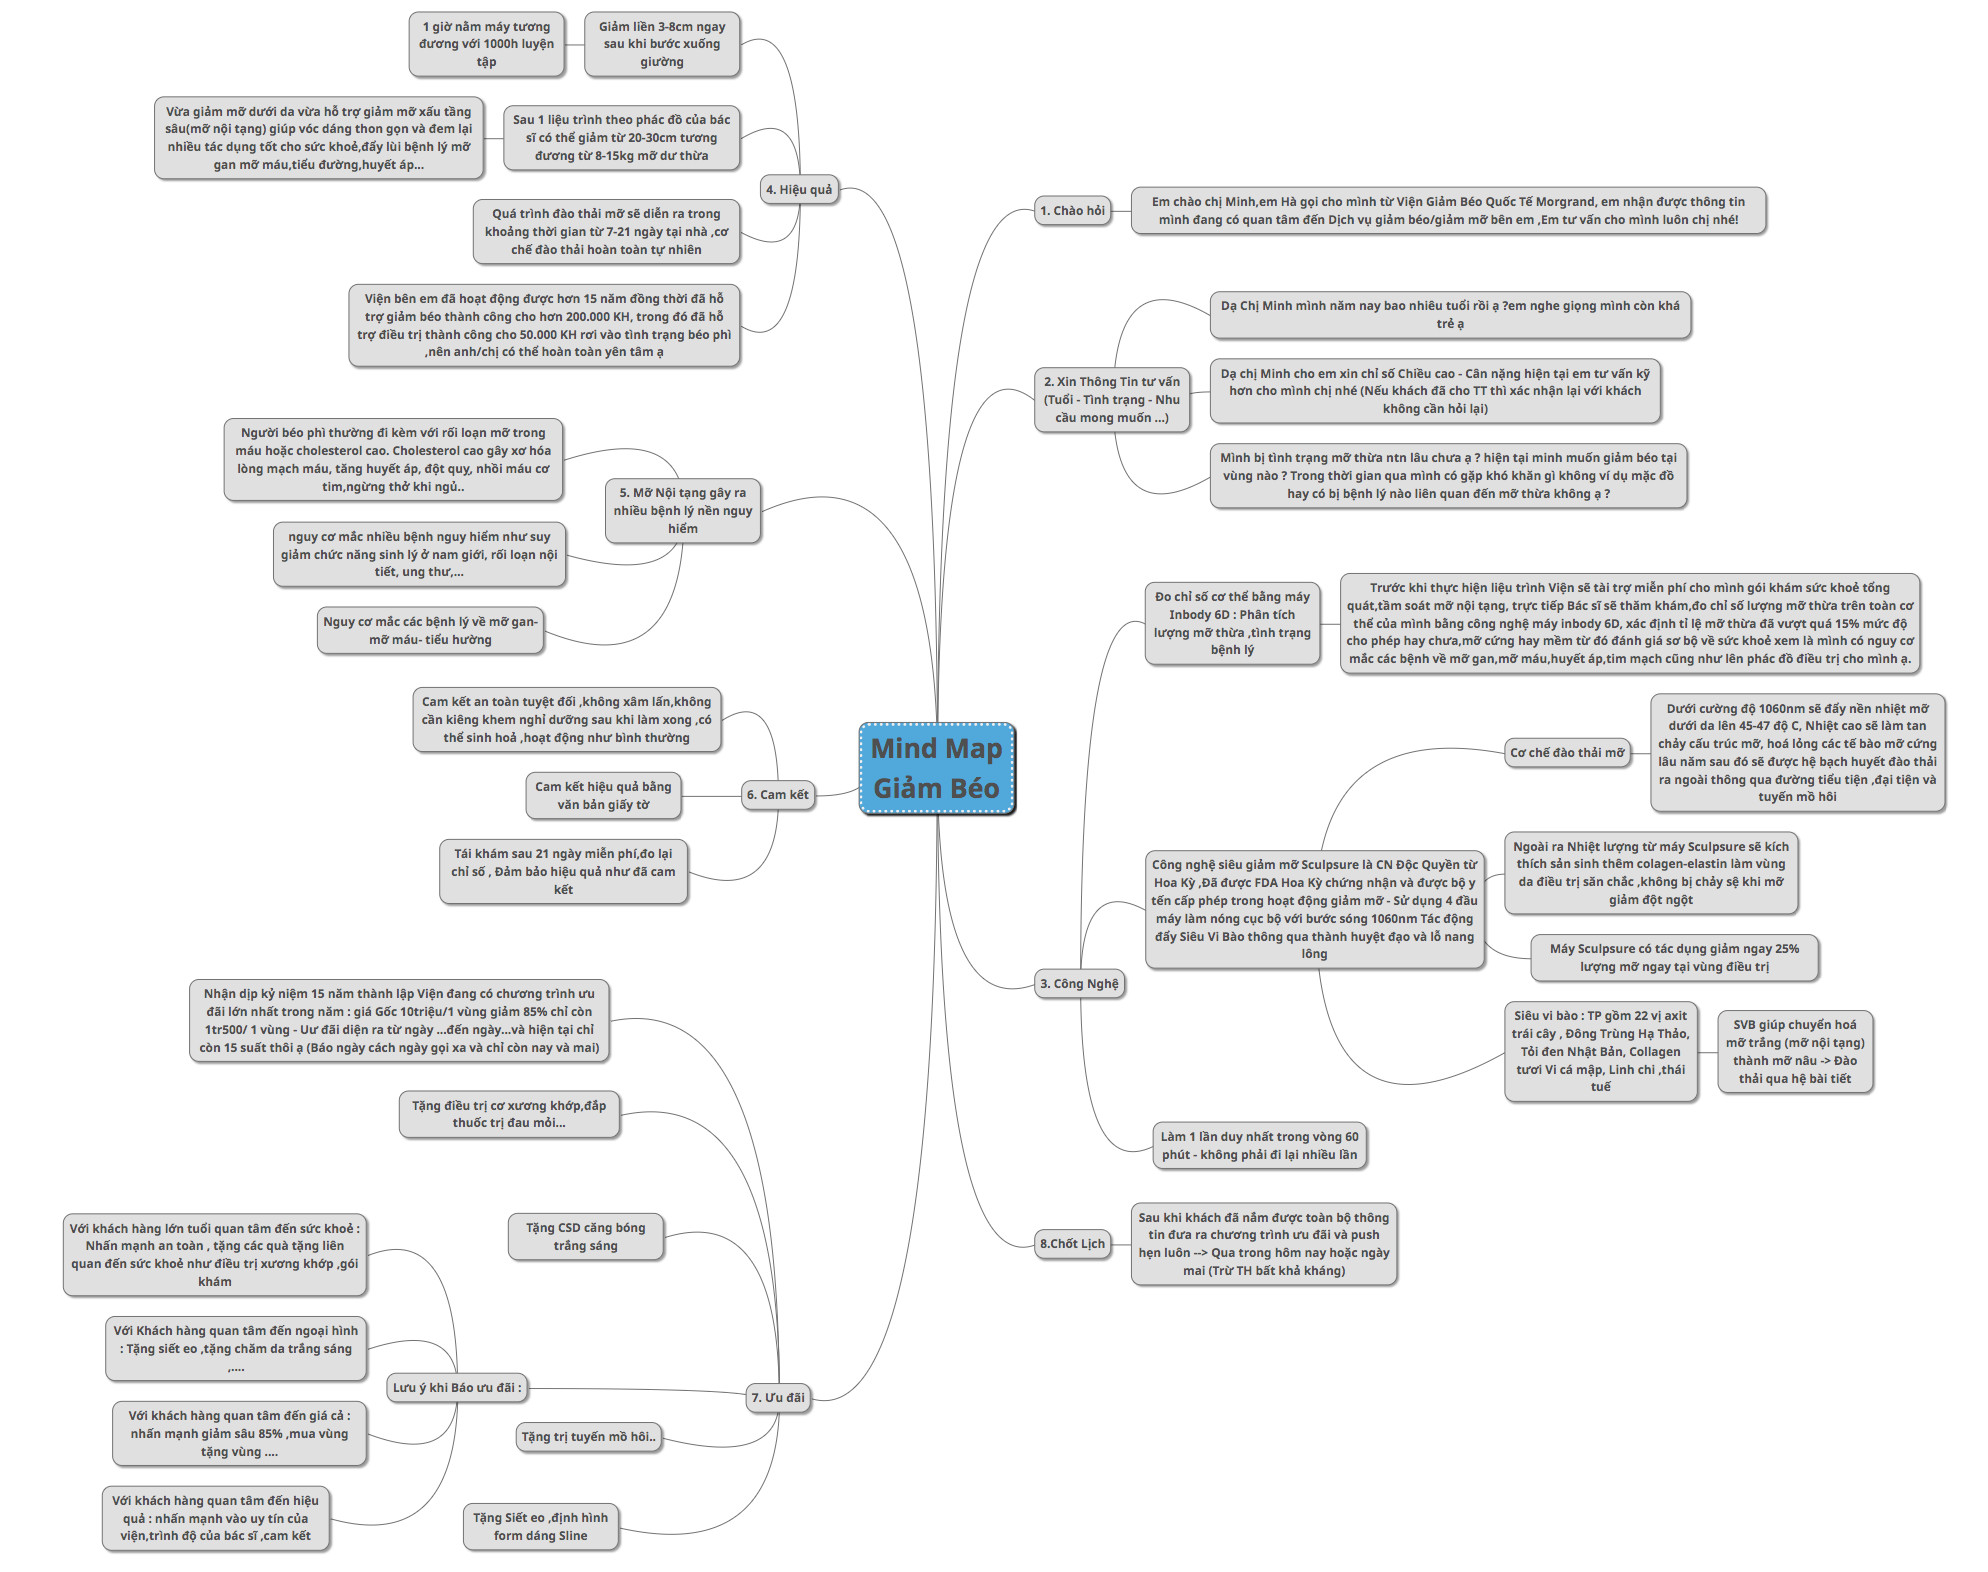 Mind Map
Giảm Béo
1. Chào hỏi
Em chào chị Minh,em Hà gọi cho mình từ Viện Giảm Béo Quốc Tế Morgrand, em nhận được thông tin
mình đang có quan tâm đến Dịch vụ giảm béo/giảm mỡ bên em ,Em tư vấn cho mình luôn chị nhé!
2. Xin Thông Tin tư vấn
(Tuổi - Tình trạng - Nhu
cầu mong muốn ...)
Dạ Chị Minh mình năm nay bao nhiêu tuổi rồi ạ ?em nghe giọng mình còn khá
trẻ ạ
Dạ chị Minh cho em xin chỉ số Chiều cao - Cân nặng hiện tại em tư vấn kỹ
hơn cho mình chị nhé (Nếu khách đã cho TT thì xác nhận lại với khách
không cần hỏi lại)
Mình bị tình trạng mỡ thừa ntn lâu chưa ạ ? hiện tại minh muốn giảm béo tại
vùng nào ? Trong thời gian qua mình có gặp khó khăn gì không ví dụ mặc đồ
hay có bị bệnh lý nào liên quan đến mỡ thừa không ạ ?
3. Công Nghệ
Đo chỉ số cơ thể bằng máy
Inbody 6D : Phân tích
lượng mỡ thừa ,tình trạng
bệnh lý
Trước khi thực hiện liệu trình Viện sẽ tài trợ miễn phí cho mình gói khám sức khoẻ tổng
quát,tầm soát mỡ nội tạng, trực tiếp Bác sĩ sẽ thăm khám,đo chỉ số lượng mỡ thừa trên toàn cơ
thể của mình bằng công nghệ máy inbody 6D, xác định tỉ lệ mỡ thừa đã vượt quá 15% mức độ
cho phép hay chưa,mỡ cứng hay mềm từ đó đánh giá sơ bộ về sức khoẻ xem là mình có nguy cơ
mắc các bệnh về mỡ gan,mỡ máu,huyết áp,tim mạch cũng như lên phác đồ điều trị cho mình ạ.
Công nghệ siêu giảm mỡ Sculpsure là CN Độc Quyền từ
Hoa Kỳ ,Đã được FDA Hoa Kỳ chứng nhận và được bộ y
tến cấp phép trong hoạt động giảm mỡ - Sử dụng 4 đầu
máy làm nóng cục bộ với bước sóng 1060nm Tác động
đẩy Siêu Vi Bào thông qua thành huyệt đạo và lỗ nang
lông
Cơ chế đào thải mỡ
Dưới cường độ 1060nm sẽ đẩy nền nhiệt mỡ
dưới da lên 45-47 độ C, Nhiệt cao sẽ làm tan
chảy cấu trúc mỡ, hoá lỏng các tế bào mỡ cứng
lâu năm sau đó sẽ được hệ bạch huyết đào thải
ra ngoài thông qua đường tiểu tiện ,đại tiện và
tuyến mồ hôi
Ngoài ra Nhiệt lượng từ máy Sculpsure sẽ kích
thích sản sinh thêm colagen-elastin làm vùng
da điều trị săn chắc ,không bị chảy sệ khi mỡ
giảm đột ngột
Máy Sculpsure có tác dụng giảm ngay 25%
lượng mỡ ngay tại vùng điều trị
Siêu vi bào : TP gồm 22 vị axit
trái cây , Đông Trùng Hạ Thảo,
Tỏi đen Nhật Bản, Collagen
tươi Vi cá mập, Linh chi ,thái
tuế
SVB giúp chuyển hoá
mỡ trắng (mỡ nội tạng)
thành mỡ nâu -> Đào
thải qua hệ bài tiết
Làm 1 lần duy nhất trong vòng 60
phút - không phải đi lại nhiều lần
8.Chốt Lịch
Sau khi khách đã nắm được toàn bộ thông
tin đưa ra chương trình ưu đãi và push
hẹn luôn --> Qua trong hôm nay hoặc ngày
mai (Trừ TH bất khả kháng)
4. Hiệu quả
Giảm liền 3-8cm ngay
sau khi bước xuống
giường
1 giờ nằm máy tương
đương với 1000h luyện
tập
Sau 1 liệu trình theo phác đồ của bác
sĩ có thể giảm từ 20-30cm tương
đương từ 8-15kg mỡ dư thừa
Vừa giảm mỡ dưới da vừa hỗ trợ giảm mỡ xấu tầng
sâu(mỡ nội tạng) giúp vóc dáng thon gọn và đem lại
nhiều tác dụng tốt cho sức khoẻ,đẩy lùi bệnh lý mỡ
gan mỡ máu,tiểu đường,huyết áp...
Quá trình đào thải mỡ sẽ diễn ra trong
khoảng thời gian từ 7-21 ngày tại nhà ,cơ
chế đào thải hoàn toàn tự nhiên
Viện bên em đã hoạt động được hơn 15 năm đồng thời đã hỗ
trợ giảm béo thành công cho hơn 200.000 KH, trong đó đã hỗ
trợ điều trị thành công cho 50.000 KH rơi vào tình trạng béo phì
,nên anh/chị có thể hoàn toàn yên tâm ạ
5. Mỡ Nội tạng gây ra
nhiều bệnh lý nền nguy
hiểm
Người béo phì thường đi kèm với rối loạn mỡ trong
máu hoặc cholesterol cao. Cholesterol cao gây xơ hóa
lòng mạch máu, tăng huyết áp, đột quỵ, nhồi máu cơ
tim,ngừng thở khi ngủ..
nguy cơ mắc nhiều bệnh nguy hiểm như suy
giảm chức năng sinh lý ở nam giới, rối loạn nội
tiết, ung thư,...
Nguy cơ mắc các bệnh lý về mỡ gan-
mỡ máu- tiểu hường
6. Cam kết
Cam kết an toàn tuyệt đối ,không xâm lấn,không
cần kiêng khem nghỉ dưỡng sau khi làm xong ,có
thể sinh hoả ,hoạt động như bình thường
Cam kết hiệu quả bằng
văn bản giấy tờ
Tái khám sau 21 ngày miễn phí,đo lại
chỉ số , Đảm bảo hiệu quả như đã cam
kết
7. Ưu đãi
Nhận dịp kỷ niệm 15 năm thành lập Viện đang có chương trình ưu
đãi lớn nhất trong năm : giá Gốc 10triệu/1 vùng giảm 85% chỉ còn
1tr500/ 1 vùng - Uư đãi diện ra từ ngày ...đến ngày...và hiện tại chỉ
còn 15 suất thôi ạ (Báo ngày cách ngày gọi xa và chỉ còn nay và mai)
Tặng điều trị cơ xương khớp,đắp
thuốc trị đau mỏi...
Tặng CSD căng bóng
trắng sáng
Lưu ý khi Báo ưu đãi :
Với khách hàng lớn tuổi quan tâm đến sức khoẻ :
Nhấn mạnh an toàn , tặng các quà tặng liên
quan đến sức khoẻ như điều trị xương khớp ,gói
khám
Với Khách hàng quan tâm đến ngoại hình
: Tặng siết eo ,tặng chăm da trắng sáng
,....
Với khách hàng quan tâm đến giá cả :
nhấn mạnh giảm sâu 85% ,mua vùng
tặng vùng ....
Với khách hàng quan tâm đến hiệu
quả : nhấn mạnh vào uy tín của
viện,trình độ của bác sĩ ,cam kết
Tặng trị tuyến mồ hôi..
Tặng Siết eo ,định hình
form dáng Sline